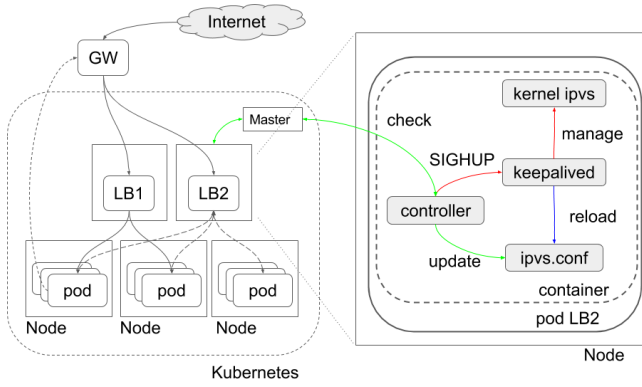 Internet
GW
Master
LB1
LB2
pod
pod
pod
Node
Node
Node
Kubernetes
kernel ipvs
check
manage
SIGHUP
keepalived
controller
reload
update
ipvs.conf
container
pod LB2
Node